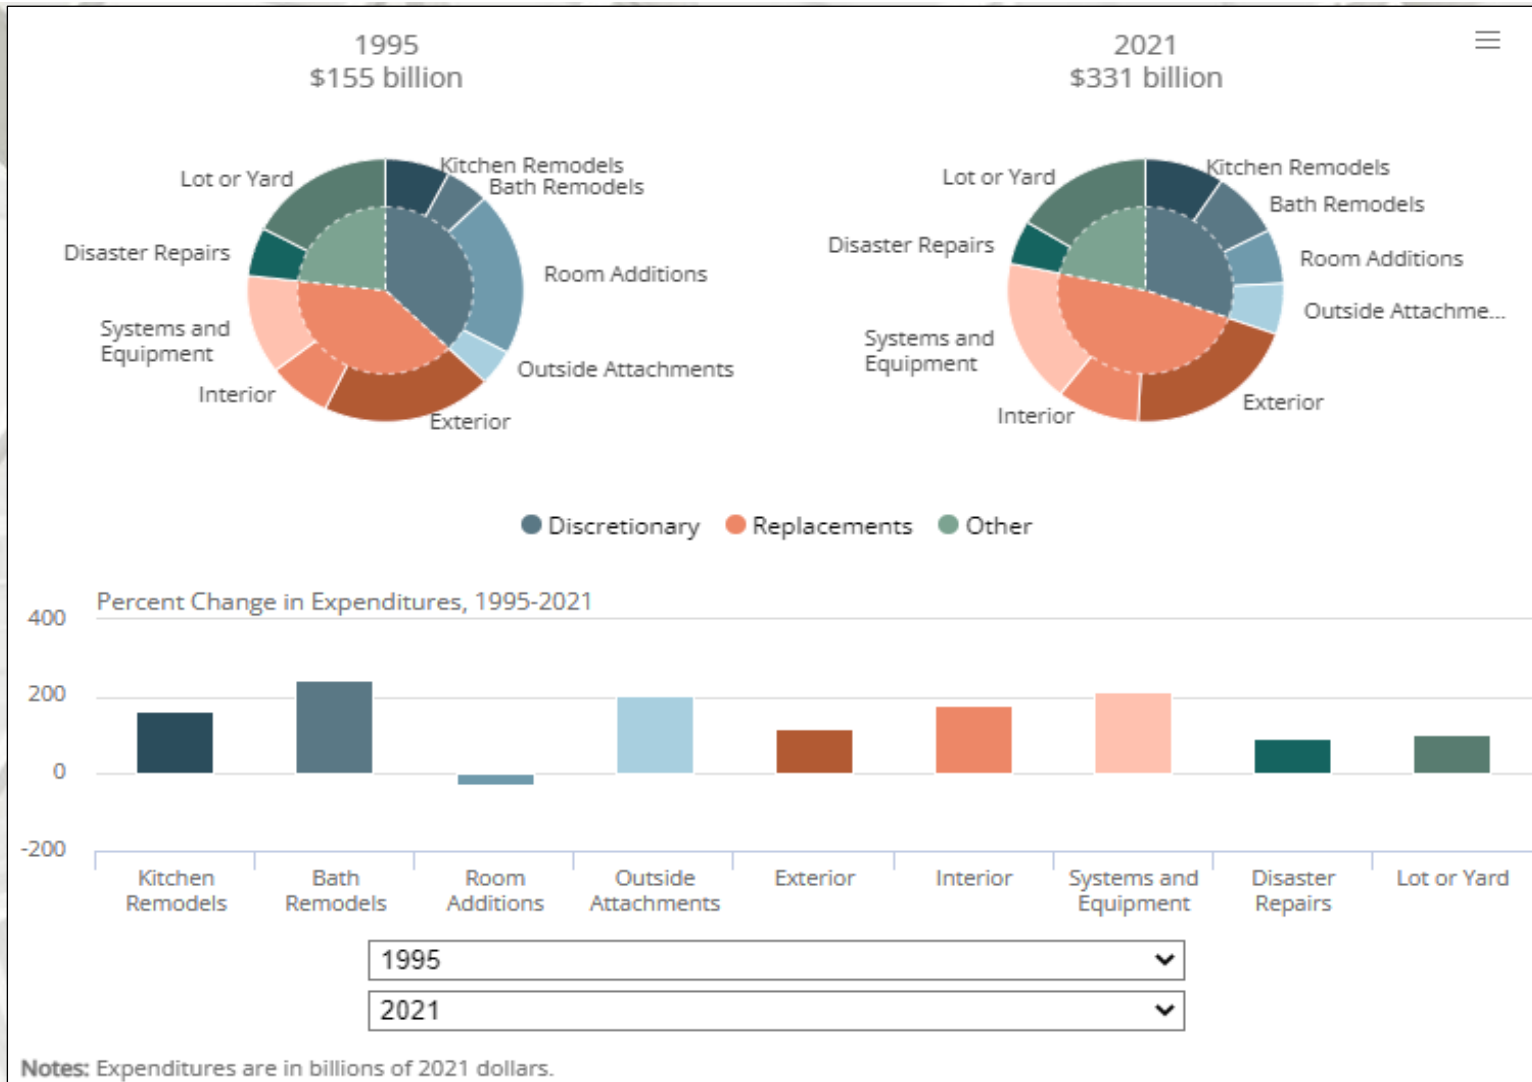 1995
$155 billion
2021
$331 billion
Kitchen Remodels
Bath Remodels
Room Additions
Outside Attachments
Exterior
Interior
Systems and
Equipment
Disaster Repairs
Lot or Yard
Kitchen Remodels
Bath Remodels
Room Additions
Outside Attachme...
Exterior
Interior
Systems and
Equipment
Disaster Repairs
Lot or Yard
Discretionary Replacements Other
Percent Change in Expenditures, 1995-2021
400
200
0
-200
Kitchen
Remodels
Bath
Remodels
Room
Additions
Outside
Attachments
Exterior
Interior
Systems and
Equipment
Disaster
Repairs
Lot or Yard
1995
2021
Notes: Expenditures are in billions of 2021 dollars.